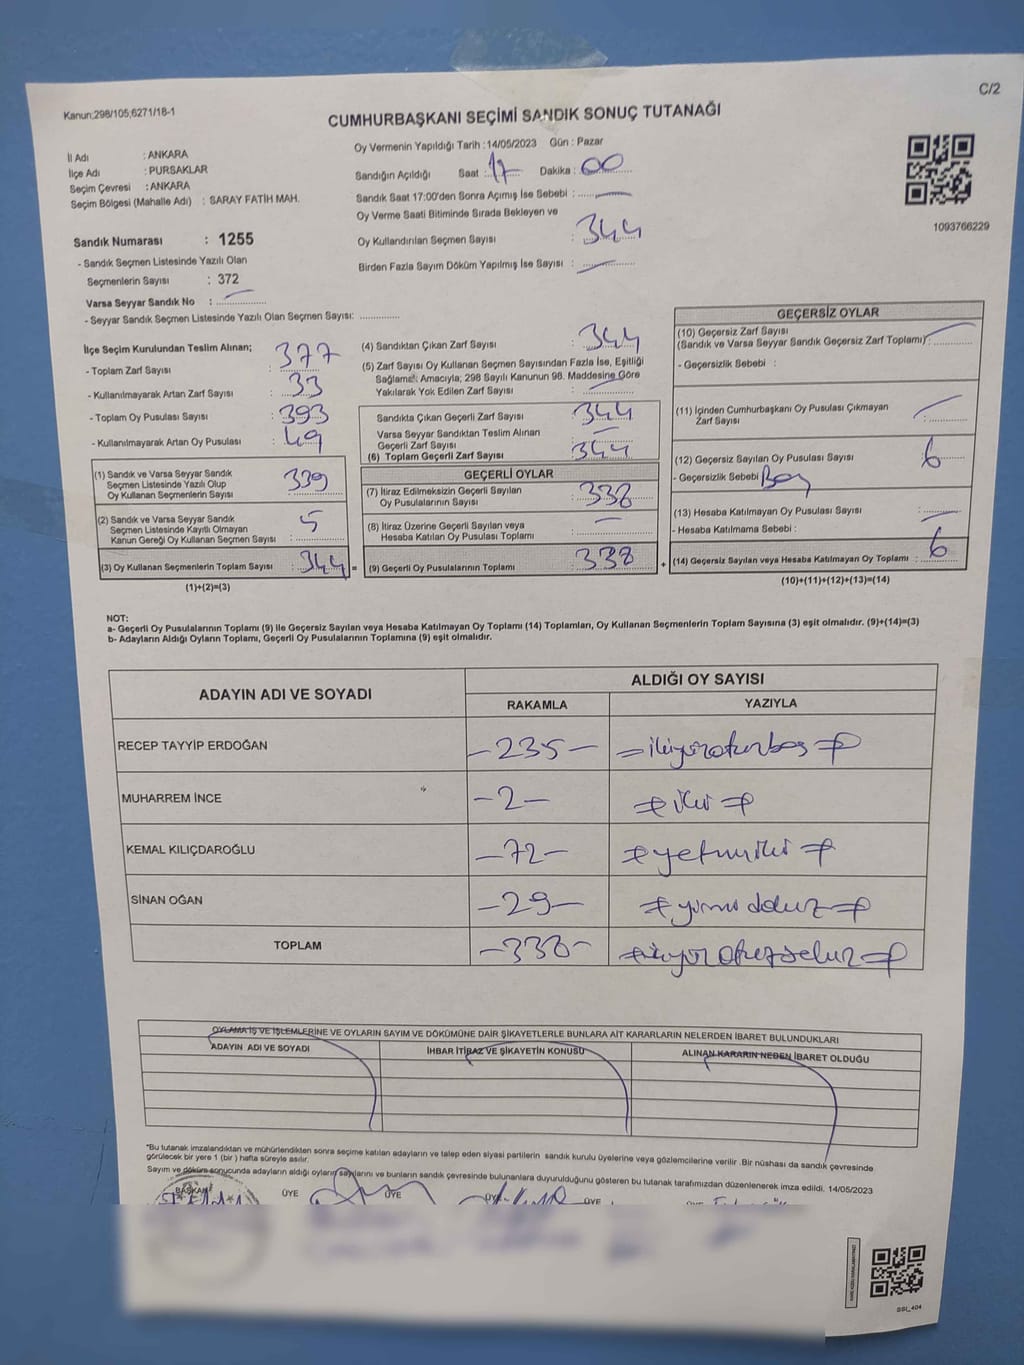 C/2
Kanun;298/105;6271/18-1
CUMHURBAŞKANI SEÇİMİ SANDIK SONUÇ TUTANAĞI
İl Adı : ANKARA
İlçe Adı : PURSAKLAR
Seçim Çevresi : ANKARA
Seçim Bölgesi (Mahalle Adı) : SARAY FATİH MAH.
Sandık Numarası : 1255
- Sandık Seçmen Listesinde Yazılı Olan
Seçmenlerin Sayısı : 372
Varsa Seyyar Sandık No :
- Seyyar Sandık Seçmen Listesinde Yazılı Olan Seçmen Sayısı:
Oy Vermenin Yapıldığı Tarih :14/05/2023 Gün : Pazar
Sandığın Açıldığı Saat : 17 Dakika : 00
Sandık Saat 17:00'den Sonra Açımış İse Sebebi :
Oy Verme Saati Bitiminde Sırada Bekleyen ve
Oy Kullandırılan Seçmen Sayısı : 344
Birden Fazla Sayım Döküm Yapılmış İse Sayısı :
1093766229
İlçe Seçim Kurulundan Teslim Alınan;
- Toplam Zarf Sayısı : 377
- Kullanılmayarak Artan Zarf Sayısı : 33
- Toplam Oy Pusulası Sayısı : 393
- Kullanılmayarak Artan Oy Pusulası : 49
(1) Sandık ve Varsa Seyyar Sandık
Seçmen Listesinde Yazılı Olup
Oy Kullanan Seçmenlerin Sayısı : 339
(2) Sandık ve Varsa Seyyar Sandık
Seçmen Listesinde Kayıtlı Olmayan
Kanun Gereği Oy Kullanan Seçmen Sayısı : 5
(3) Oy Kullanan Seçmenlerin Toplam Sayısı : 344 =
(1)+(2)=(3)
(4) Sandıktan Çıkan Zarf Sayısı : 344
(5) Zarf Sayısı Oy Kullanan Seçmen Sayısından Fazla İse, Eşitliği
Sağlamak Amacıyla; 298 Sayılı Kanunun 98. Maddesine Göre
Yakılarak Yok Edilen Zarf Sayısı :
Sandıkta Çıkan Geçerli Zarf Sayısı : 344
Varsa Seyyar Sandıktan Teslim Alınan
Geçerli Zarf Sayısı :
(6) Toplam Geçerli Zarf Sayısı : 344
GEÇERLİ OYLAR
(7) İtiraz Edilmeksizin Geçerli Sayılan
Oy Pusulalarının Sayısı : 338
(8) İtiraz Üzerine Geçerli Sayılan veya
Hesaba Katılan Oy Pusulası Toplamı :
(9) Geçerli Oy Pusulalarının Toplamı : 338 +
GEÇERSİZ OYLAR
(10) Geçersiz Zarf Sayısı
(Sandık ve Varsa Seyyar Sandık Geçersiz Zarf Toplamı) :
- Geçersizlik Sebebi :
(11) İçinden Cumhurbaşkanı Oy Pusulası Çıkmayan
Zarf Sayısı :
(12) Geçersiz Sayılan Oy Pusulası Sayısı : 6
- Geçersizlik Sebebi :
(13) Hesaba Katılmayan Oy Pusulası Sayısı :
- Hesaba Katılmama Sebebi :
(14) Geçersiz Sayılan veya Hesaba Katılmayan Oy Toplamı : 6
(10)+(11)+(12)+(13)=(14)
NOT:
a- Geçerli Oy Pusulalarının Toplamı (9) ile Geçersiz Sayılan veya Hesaba Katılmayan Oy Toplamı (14) Toplamları, Oy Kullanan Seçmenlerin Toplam Sayısına (3) eşit olmalıdır. (9)+(14)=(3)
b- Adayların Aldığı Oyların Toplamı, Geçerli Oy Pusulalarının Toplamına (9) eşit olmalıdır.
ADAYIN ADI VE SOYADI ALDIĞI OY SAYISI
RAKAMLA YAZIYLA
RECEP TAYYİP ERDOĞAN -235- =ikiyüzotuzbeş=
MUHARREM İNCE -2- =iki=
KEMAL KILIÇDAROĞLU -72- =yetmişiki=
SİNAN OĞAN -29- =yirmidokuz=
TOPLAM -338-
OYLAMA İŞ VE İŞLEMLERİNE VE OYLARIN SAYIM VE DÖKÜMÜNE DAİR ŞİKAYETLERLE BUNLARA AİT KARARLARIN NELERDEN İBARET BULUNDUKLARI
ADAYIN ADI VE SOYADI İHBAR İTİRAZ VE ŞİKAYETİN KONUSU ALINAN KARARIN NEDEN İBARET OLDUĞU
*Bu tutanak imzalandıktan ve mühürlendikten sonra seçime katılan adayların ve talep eden siyasi partilerin sandık kurulu üyelerine veya gözlemcilerine verilir .Bir nüshası da sandık çevresinde
görülecek bir yere 1 (bir ) hafta süreyle asılır.
Sayım ve döküm sonucunda adayların aldığı oyların sayılarını ve bunların sandık çevresinde bulunanlara duyurulduğunu gösteren bu tutanak tarafımızdan düzenlenerek imza edildi. 14/05/2023
BAŞKAN ÜYE ÜYE ÜYE ÜYE
SSI_404